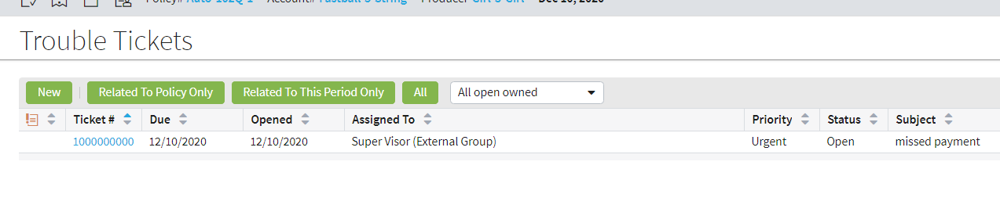 Trouble Tickets
New Related To Policy Only Related To This Period Only All All open owned
Ticket # Due Opened Assigned To Priority Status Subject
1000000000 12/10/2020 12/10/2020 Super Visor (External Group) Urgent Open missed payment